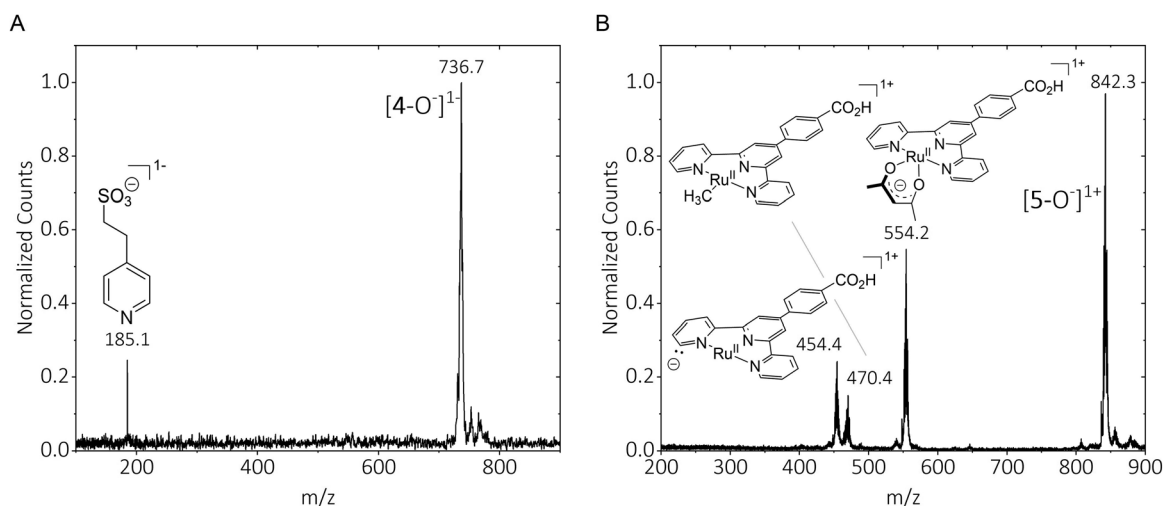 A
736.7
[4-O⁻]¹⁻
1-
SO₃⊖
N
185.1
1.0
0.8
0.6
0.4
0.2
0.0
Normalized Counts
200
400
600
800
m/z
B
1+
CO₂H
N
N
N
Ru^II
H₃C
1+
CO₂H
842.3
N
N
N
Ru^II
O
O
⊖
[5-O⁻]¹⁺
554.2
1+
CO₂H
N
N
N
Ru^II
⊖
454.4
470.4
1.0
0.8
0.6
0.4
0.2
0.0
Normalized Counts
200
300
400
500
600
700
800
900
m/z